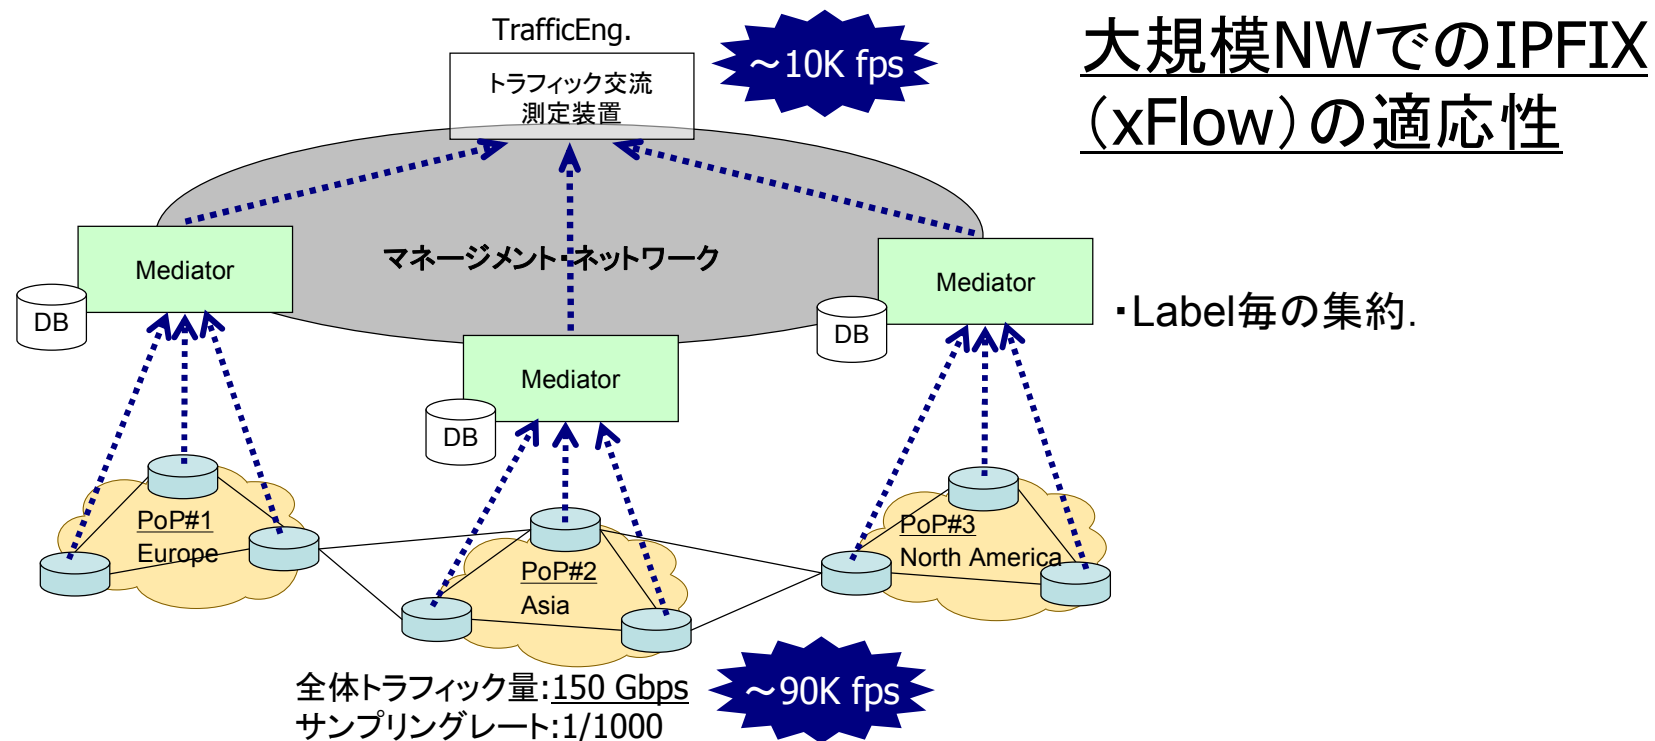 大規模NWでのIPFIX
（xFlow）の適応性
TrafficEng.
～10K fps
トラフィック交流
測定装置
マネージメント・ネットワーク
Mediator
DB
Mediator
DB
Mediator
DB
・Label毎の集約.
PoP#1
Europe
PoP#2
Asia
PoP#3
North America
全体トラフィック量:150 Gbps
サンプリングレート:1/1000
～90K fps